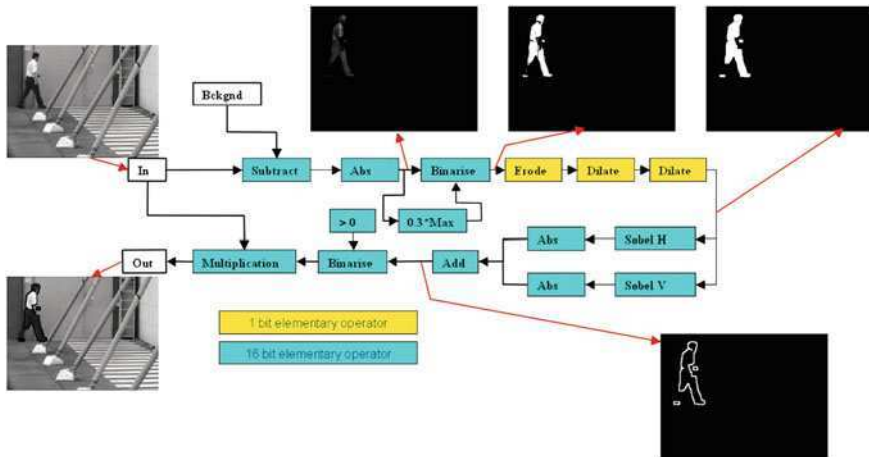 Bckgnd
In
Subtract
Abs
Binarise
Erode
Dilate
Dilate
> 0
0.3*Max
Abs
Sobel H
Out
Multiplication
Binarise
Add
Abs
Sobel V
1 bit elementary operator
16 bit elementary operator